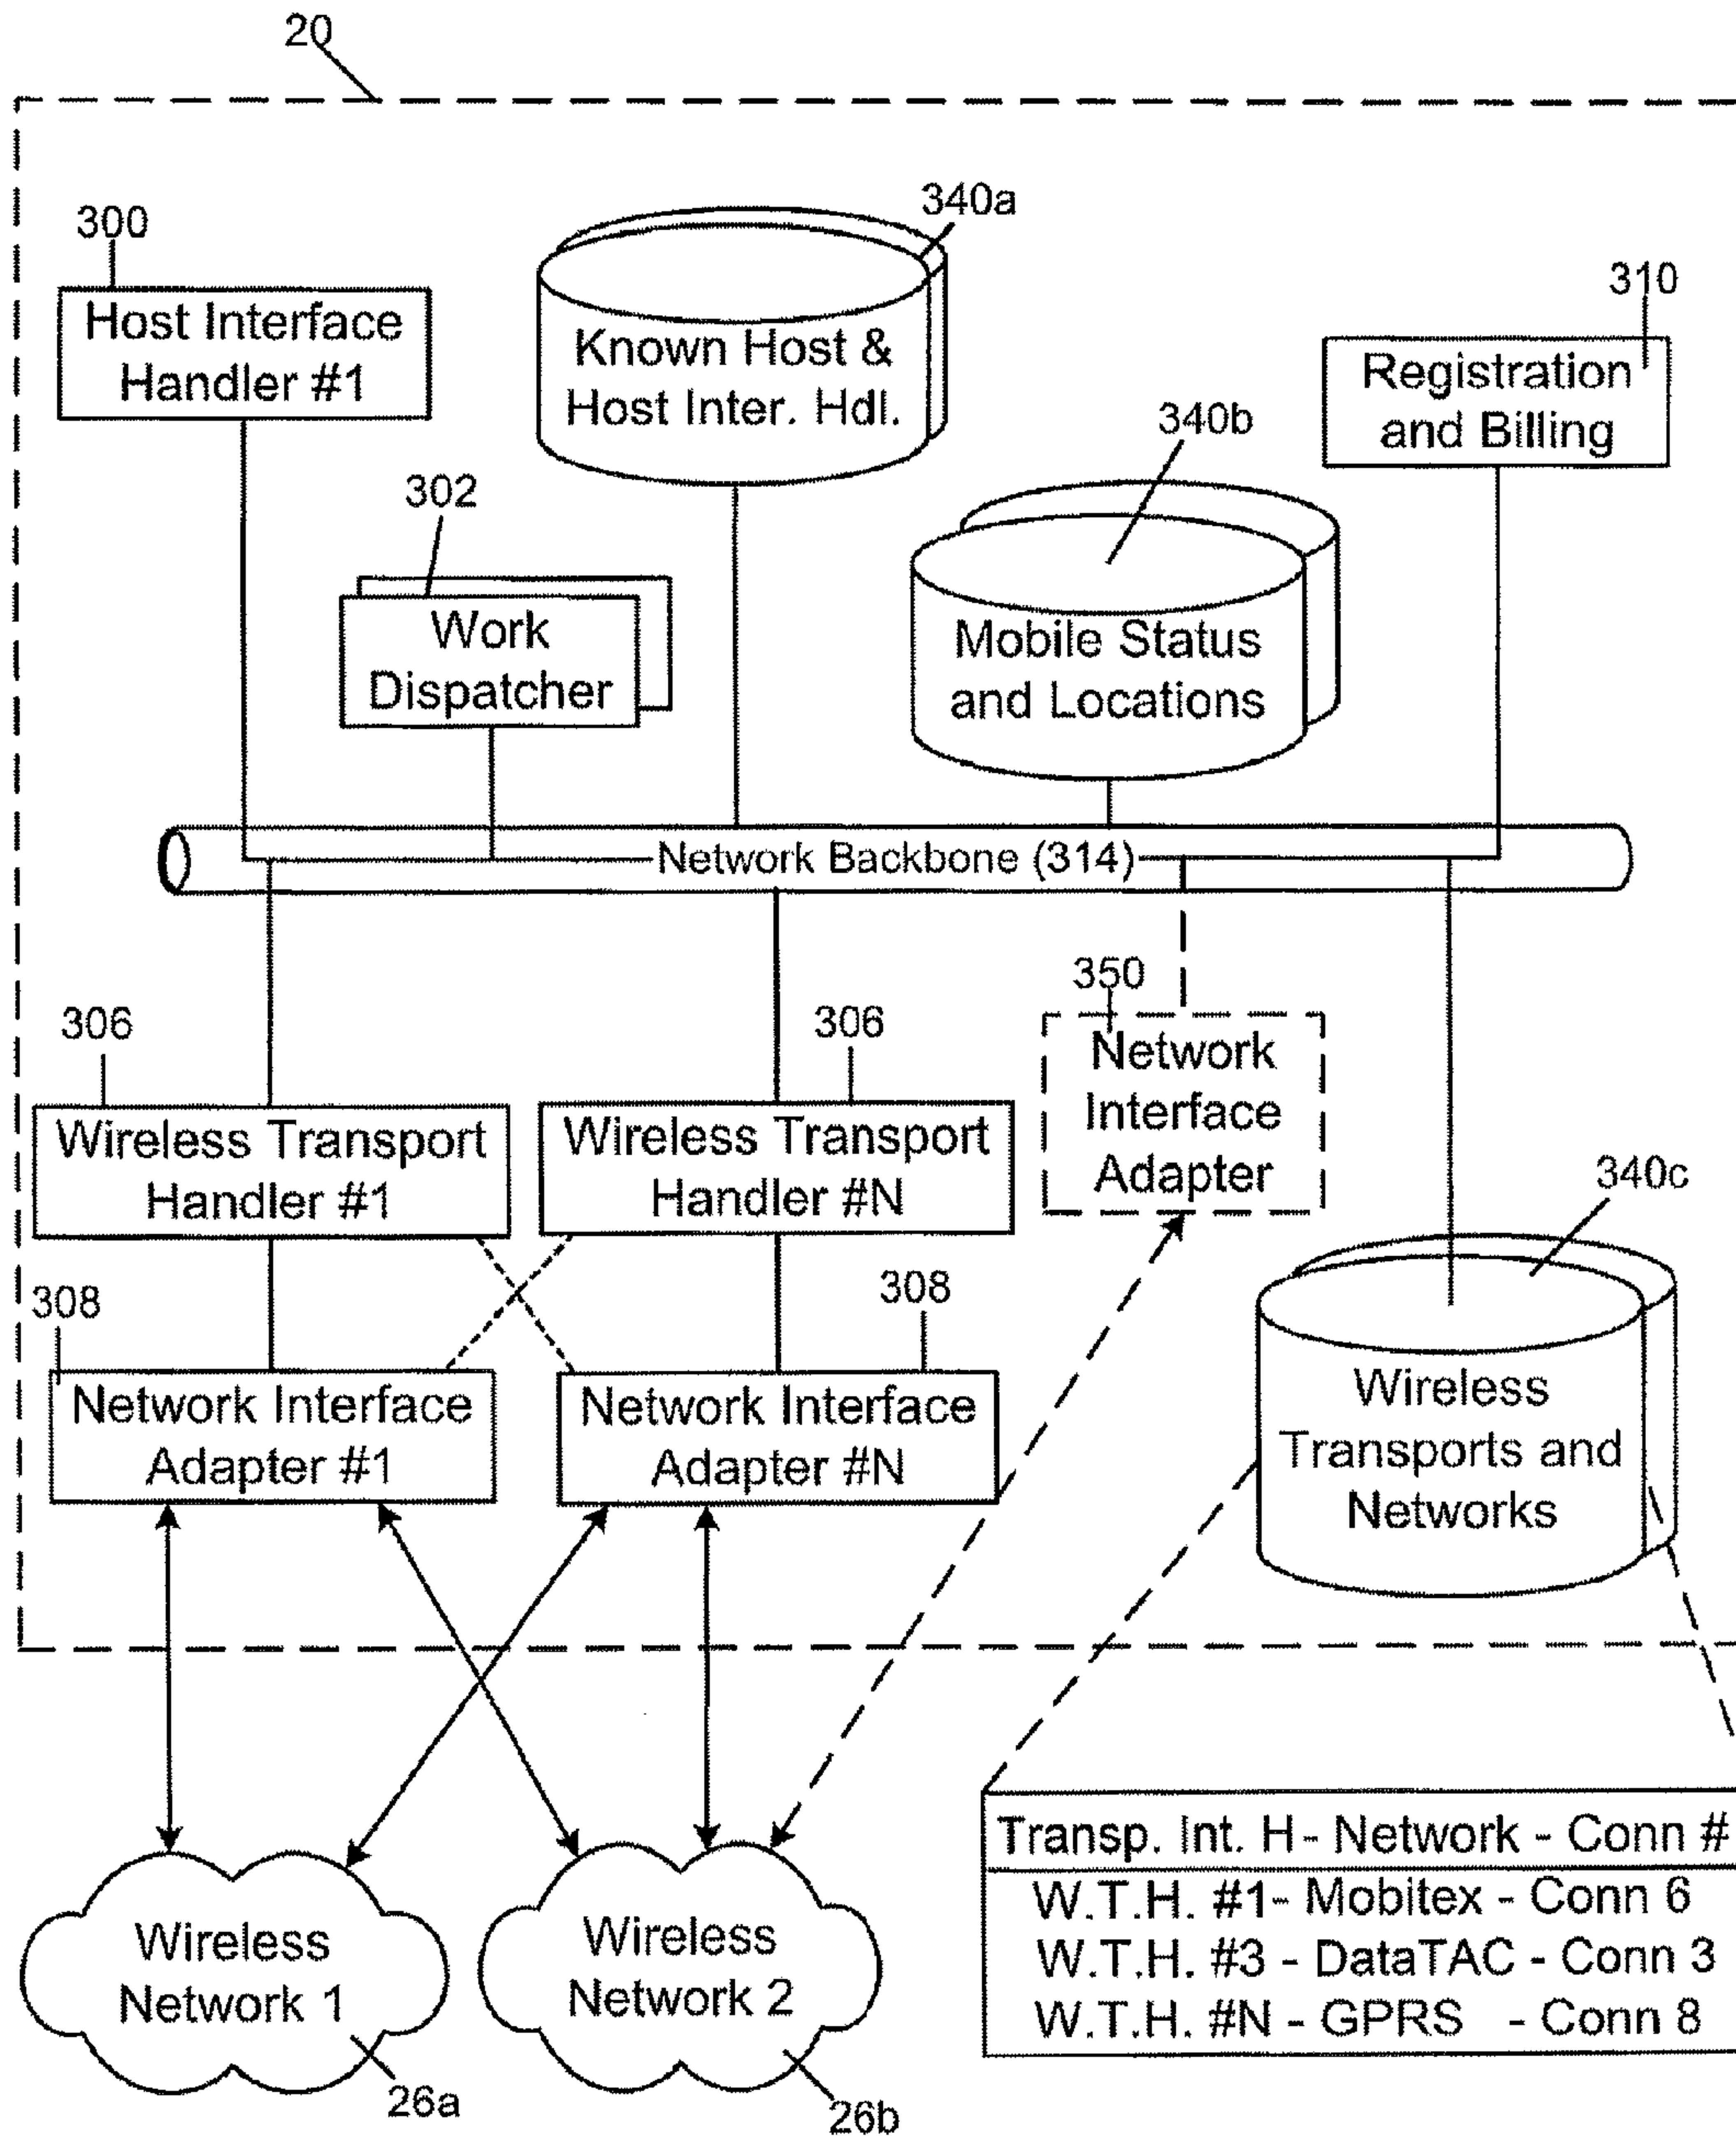 20
340a
300
310
Host Interface
Handler #1
Known Host &
Host Inter. Hdl.
Registration
and Billing
340b
302
Work
Dispatcher
Mobile Status
and Locations
Network Backbone (314)
350
306
306
Network
Interface
Adapter
Wireless Transport
Handler #1
Wireless Transport
Handler #N
340c
308
308
Network Interface
Adapter #1
Network Interface
Adapter #N
Wireless
Transports and
Networks
Transp. Int. H - Network - Conn #
W.T.H. #1- Mobitex - Conn 6
W.T.H. #3 - DataTAC - Conn 3
W.T.H. #N - GPRS - Conn 8
Wireless
Network 1
Wireless
Network 2
26a
26b